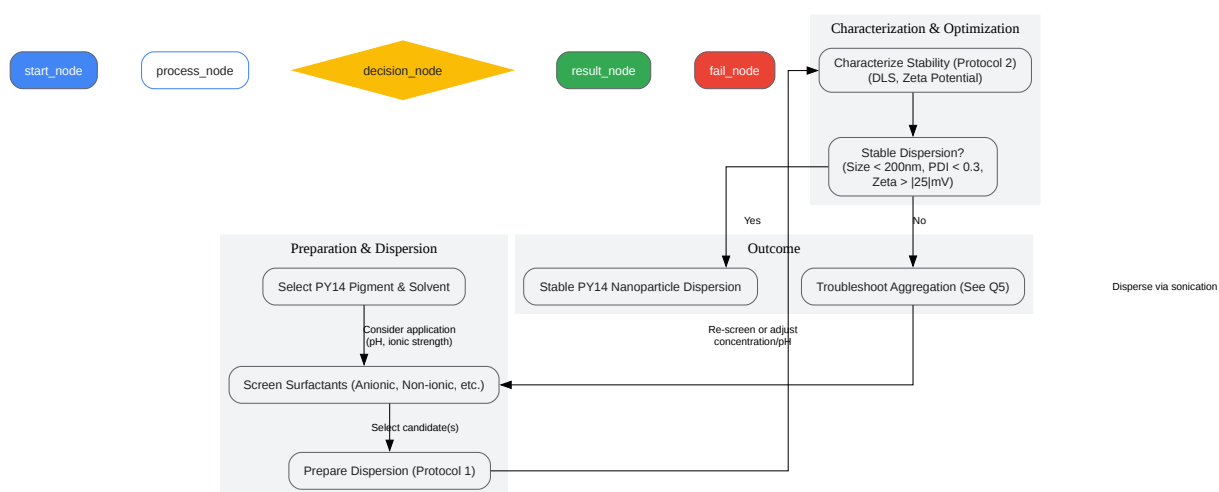 Characterization & Optimization
start_node
process_node
decision_node
result_node
fail_node
Characterize Stability (Protocol 2)
(DLS, Zeta Potential)
Stable Dispersion?
(Size < 200nm, PDI < 0.3,
Zeta > |25|mV)
Yes
No
Preparation & Dispersion
Outcome
Select PY14 Pigment & Solvent
Stable PY14 Nanoparticle Dispersion
Troubleshoot Aggregation (See Q5)
Disperse via sonication
Consider application
(pH, ionic strength)
Re-screen or adjust
concentration/pH
Screen Surfactants (Anionic, Non-ionic, etc.)
Select candidate(s)
Prepare Dispersion (Protocol 1)